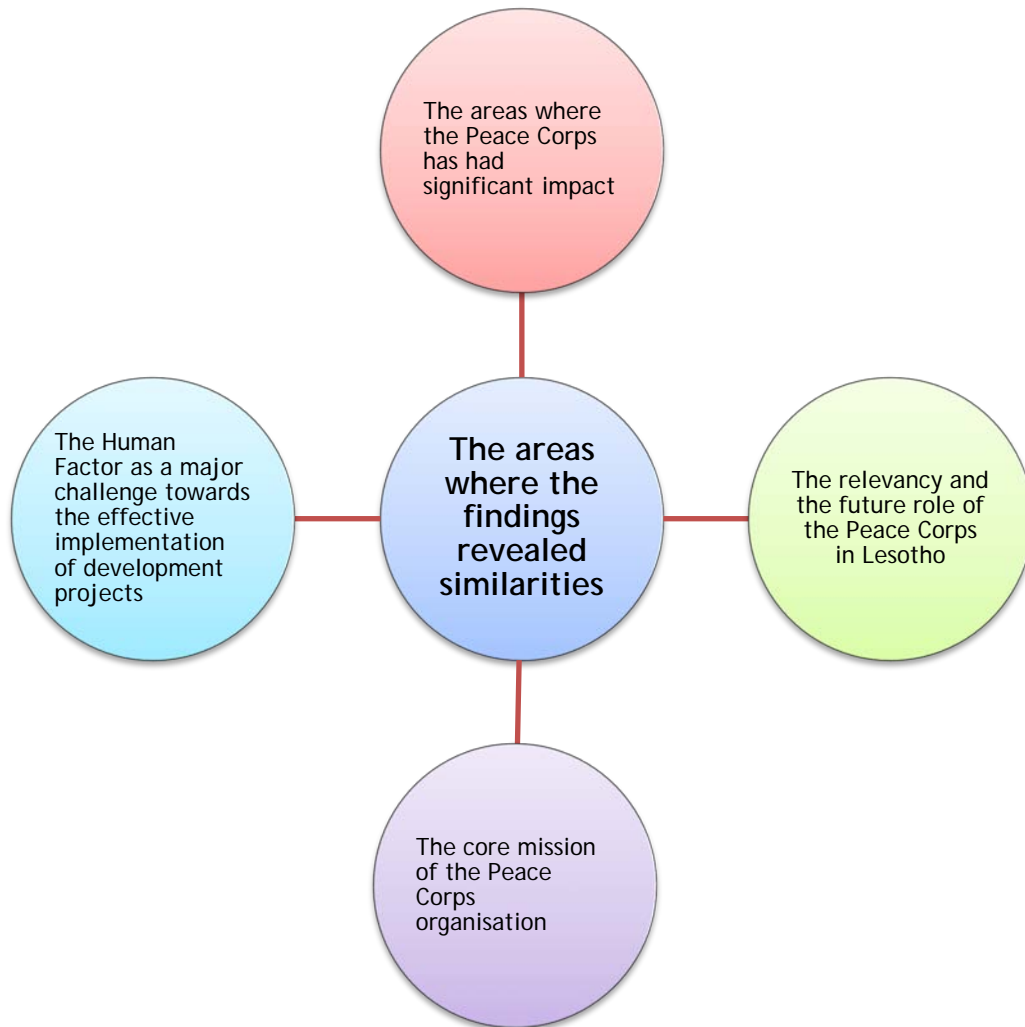 The areas where
the Peace Corps
has had
significant impact
The Human
Factor as a major
challenge towards
the effective
implementation
of development
projects
The areas
where the
findings
revealed
similarities
The relevancy and
the future role of
the Peace Corps
in Lesotho
The core mission
of the Peace
Corps
organisation